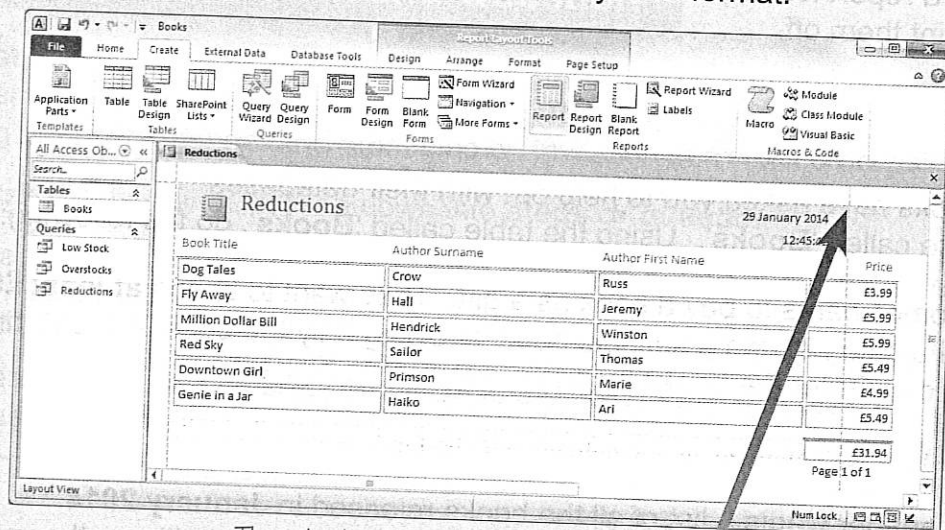 format.
Books
Report Layout Tools
File Home Create External Data Database Tools Design Arrange Format Page Setup
Application Parts
Table
Table Design
SharePoint Lists
Query Wizard
Query Design
Form
Form Design
Blank Form
Form Wizard
Navigation
More Forms
Report
Report Design
Blank Report
Report Wizard
Labels
Macro
Module
Class Module
Visual Basic
Templates Tables Queries Forms Reports Macros & Code
All Access Ob...
Search...
Tables
Books
Queries
Low Stock
Overstocks
Reductions
Reductions
Reductions
29 January 2014
12:45:
Book Title Author Surname Author First Name Price
Dog Tales Crow Russ £3.99
Fly Away Hall Jeremy £5.99
Million Dollar Bill Hendrick Winston £5.99
Red Sky Sailor Thomas £5.49
Downtown Girl Primson Marie £4.99
Genie in a Jar Haiko Ari £5.49
£31.94
Page 1 of 1
Layout View
Num Lock